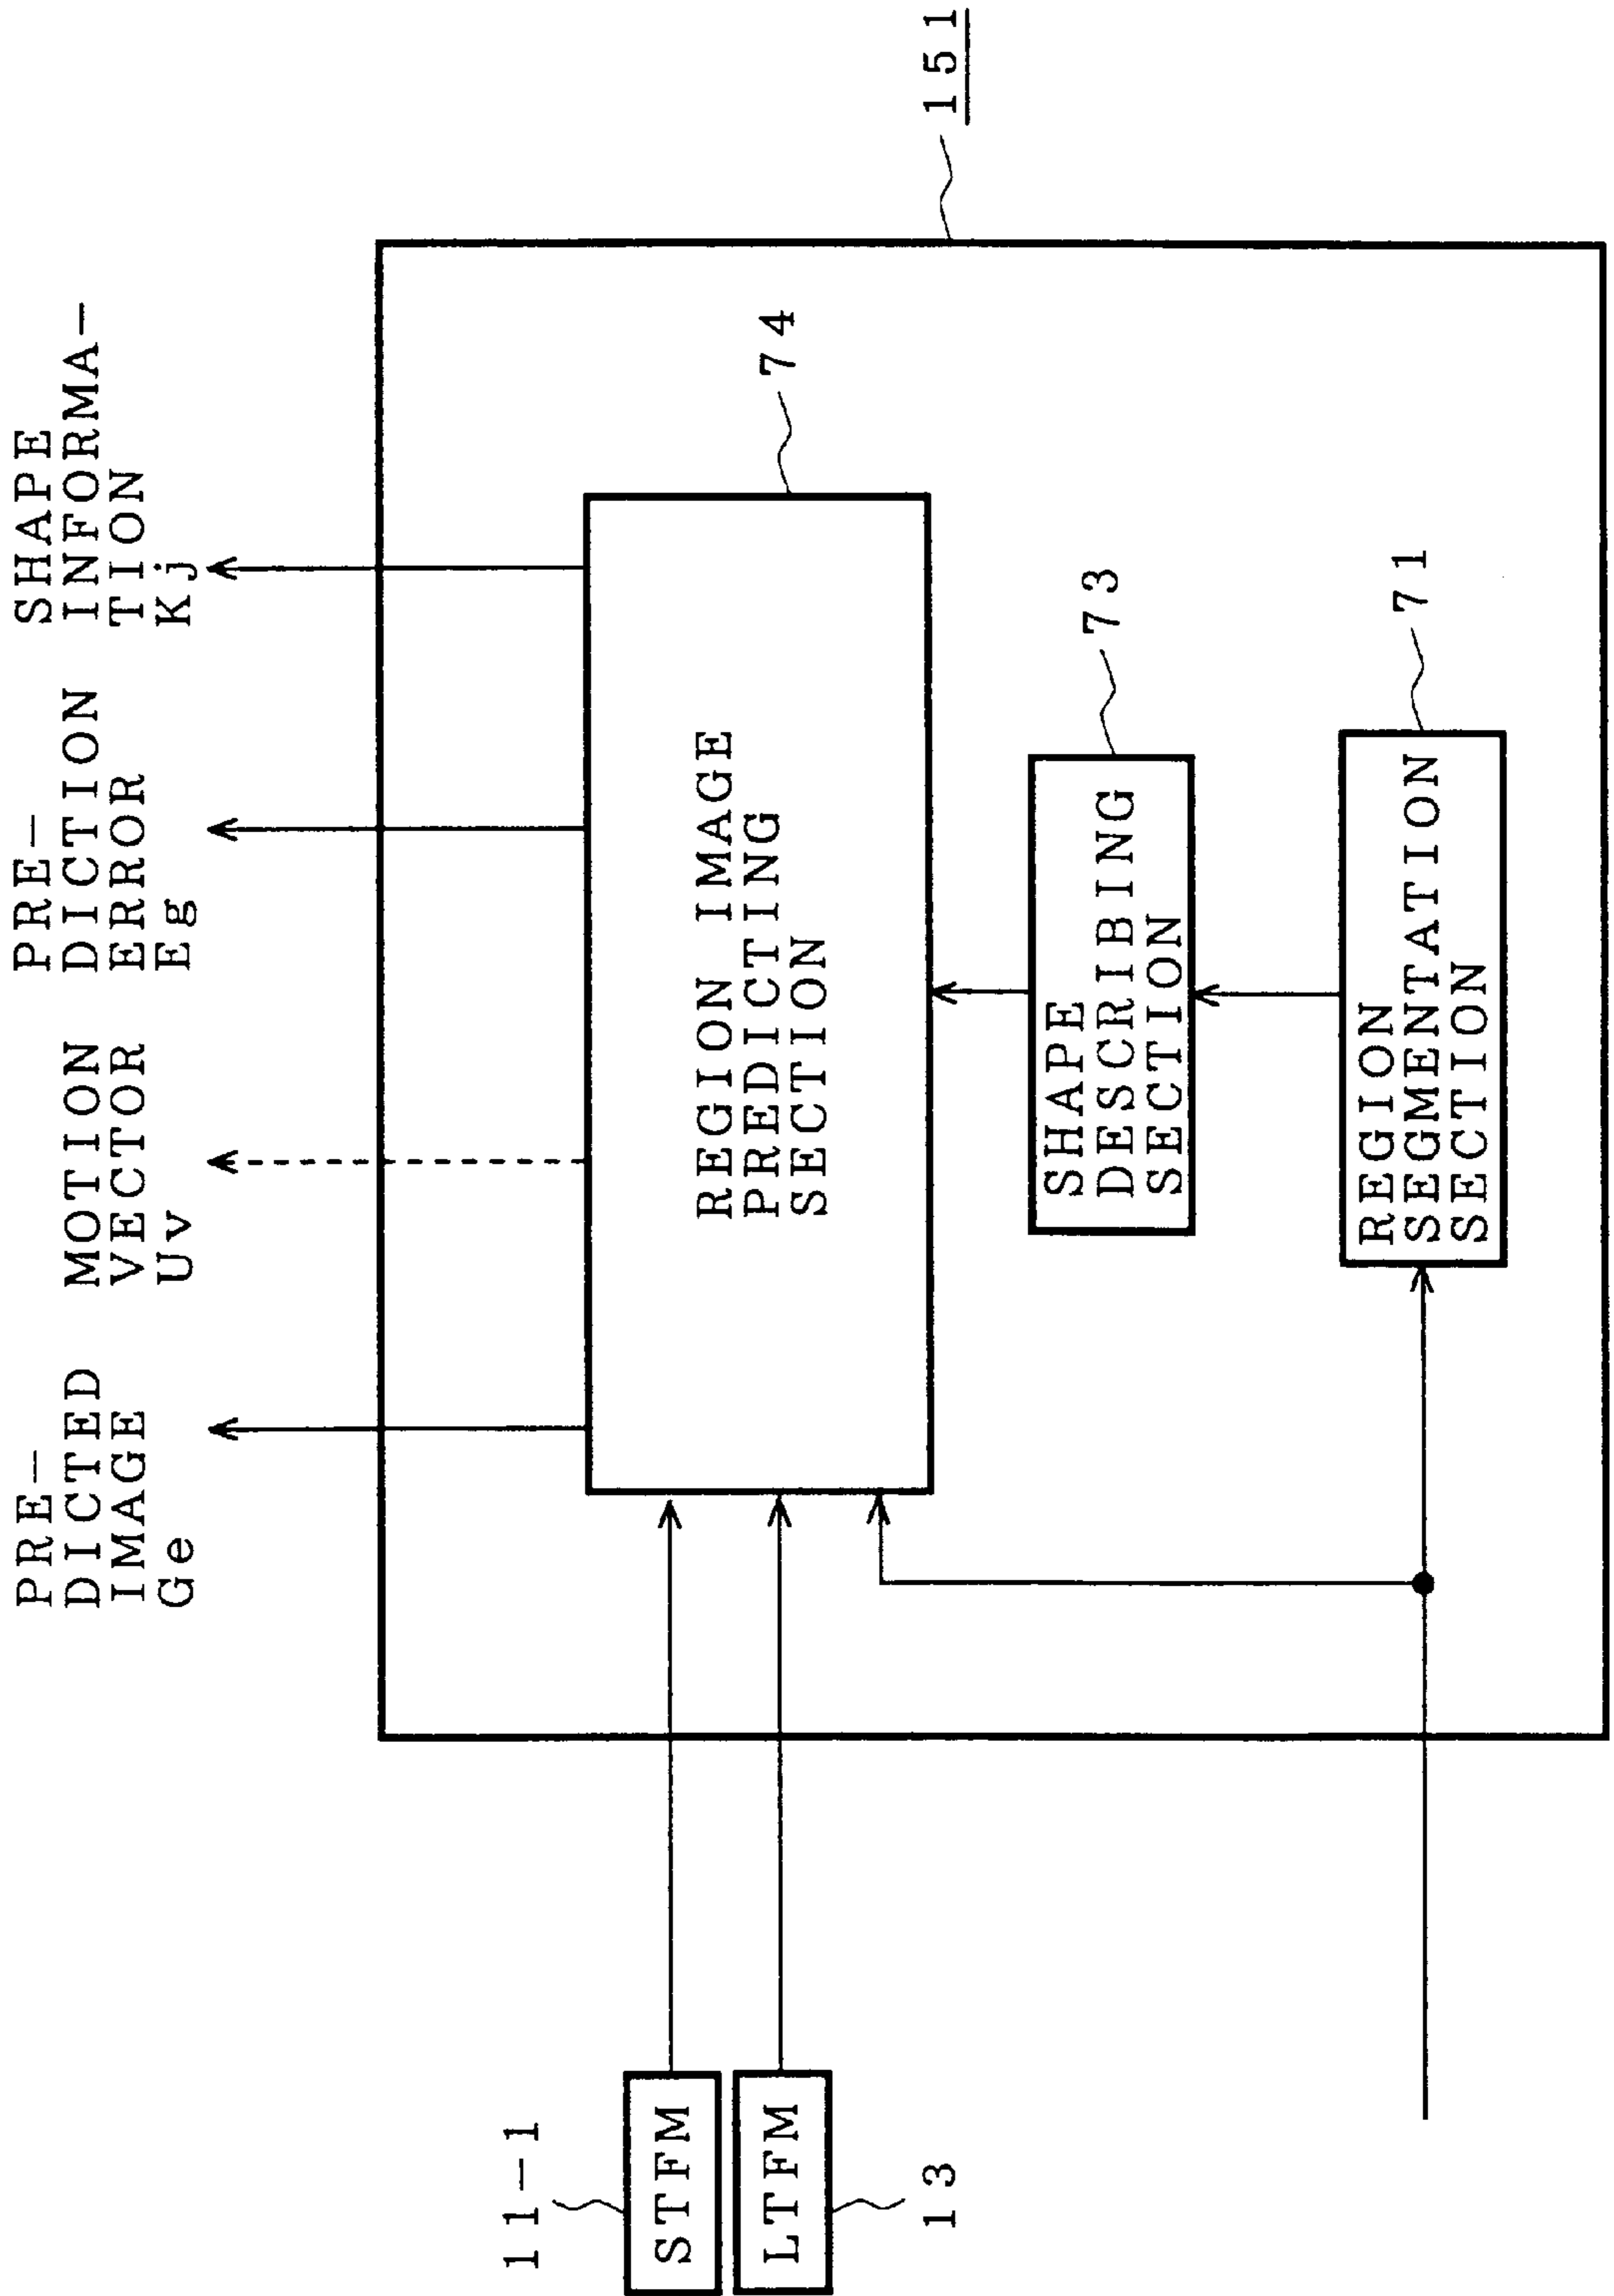 PRE-
DICTED
IMAGE
Ge
MOTION
VECTOR
Uv
PRE-
DICTION
ERROR
Eg
SHAPE
INFORMA-
TION
Kj
11-1
STFM
LTFM
13
REGION IMAGE
PREDICTING
SECTION
74
SHAPE
DESCRIBING
SECTION
73
REGION
SEGMENTATION
SECTION
71
151